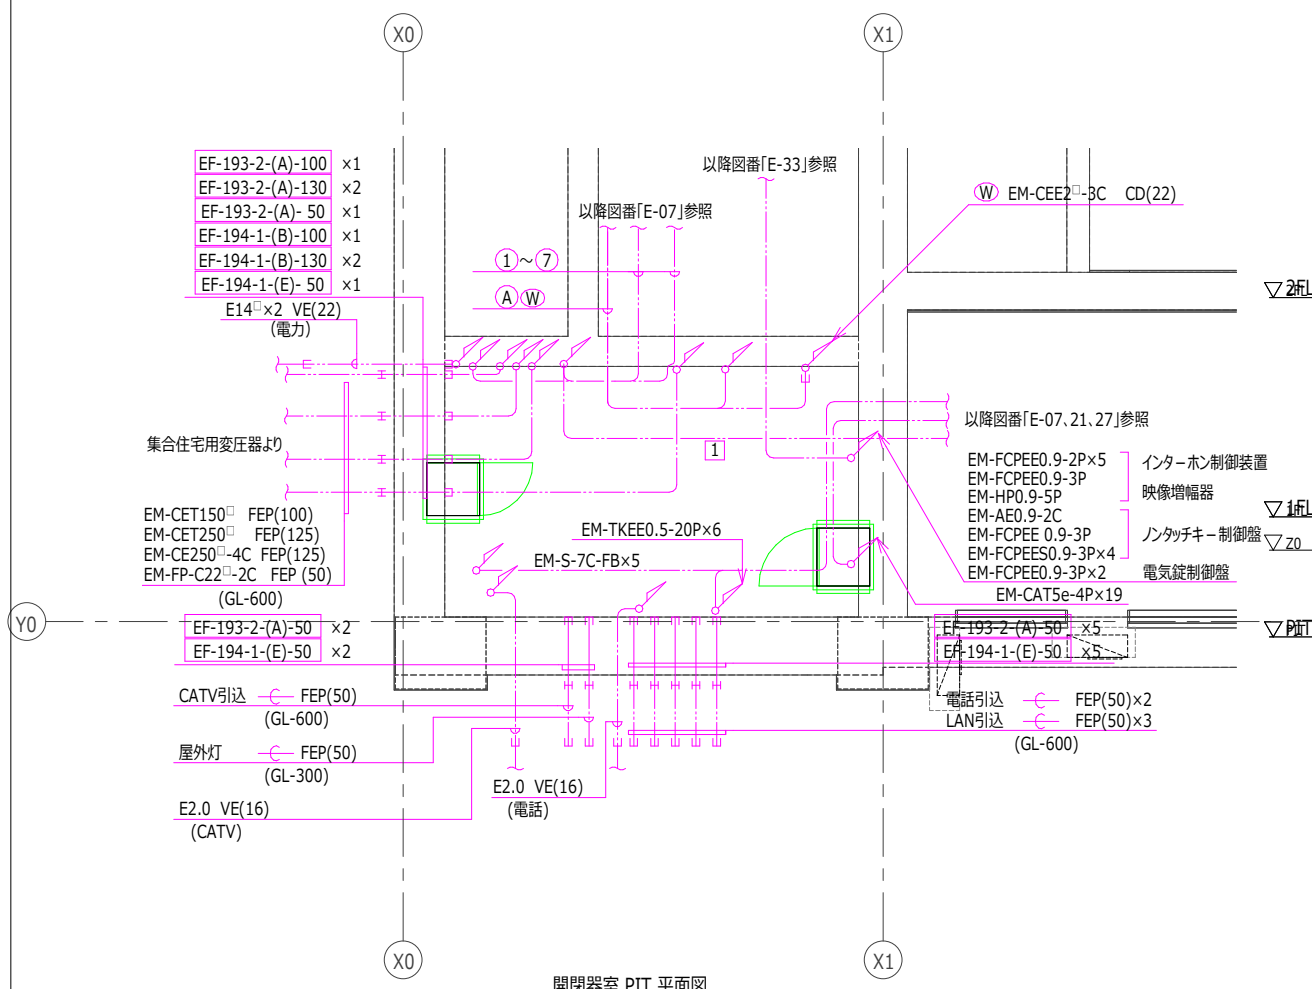 X0
X1
EF-193-2-(A)-100 ×1
EF-193-2-(A)-130 ×2
EF-193-2-(A)- 50 ×1
EF-194-1-(B)-100 ×1
EF-194-1-(B)-130 ×2
EF-194-1-(E)- 50 ×1
E14□×2 VE(22)
(電力)
以降図番「E-33」参照
以降図番「E-07」参照
1～7
A W
W EM-CEE2□-3C CD(22)
2FL
集合住宅用変圧器より
EM-CET150□ FEP(100)
EM-CET250□ FEP(125)
EM-CE250□-4C FEP(125)
EM-FP-C22□-2C FEP (50)
(GL-600)
1
以降図番「E-07、21、27」参照
EM-FCPEE0.9-2P×5
EM-FCPEE0.9-3P
EM-HP0.9-5P
インターホン制御装置
映像増幅器
EM-AE0.9-2C
EM-FCPEE 0.9-3P
EM-FCPEES0.9-3P×4
ノンタッチキー制御盤
EM-FCPEE0.9-3P×2 電気錠制御盤
EM-CAT5e-4P×19
1FL
Z0
EM-TKEE0.5-20P×6
EM-S-7C-FB×5
Y0
EF-193-2-(A)-50 ×2
EF-194-1-(E)-50 ×2
EF-193-2-(A)-50 ×5
EF-194-1-(E)-50 ×5
PIT
CATV引込 FEP(50)
(GL-600)
屋外灯 FEP(50)
(GL-300)
E2.0 VE(16)
(CATV)
E2.0 VE(16)
(電話)
電話引込 FEP(50)×2
LAN引込 FEP(50)×3
(GL-600)
X0
X1
開閉器室 PIT 平面図